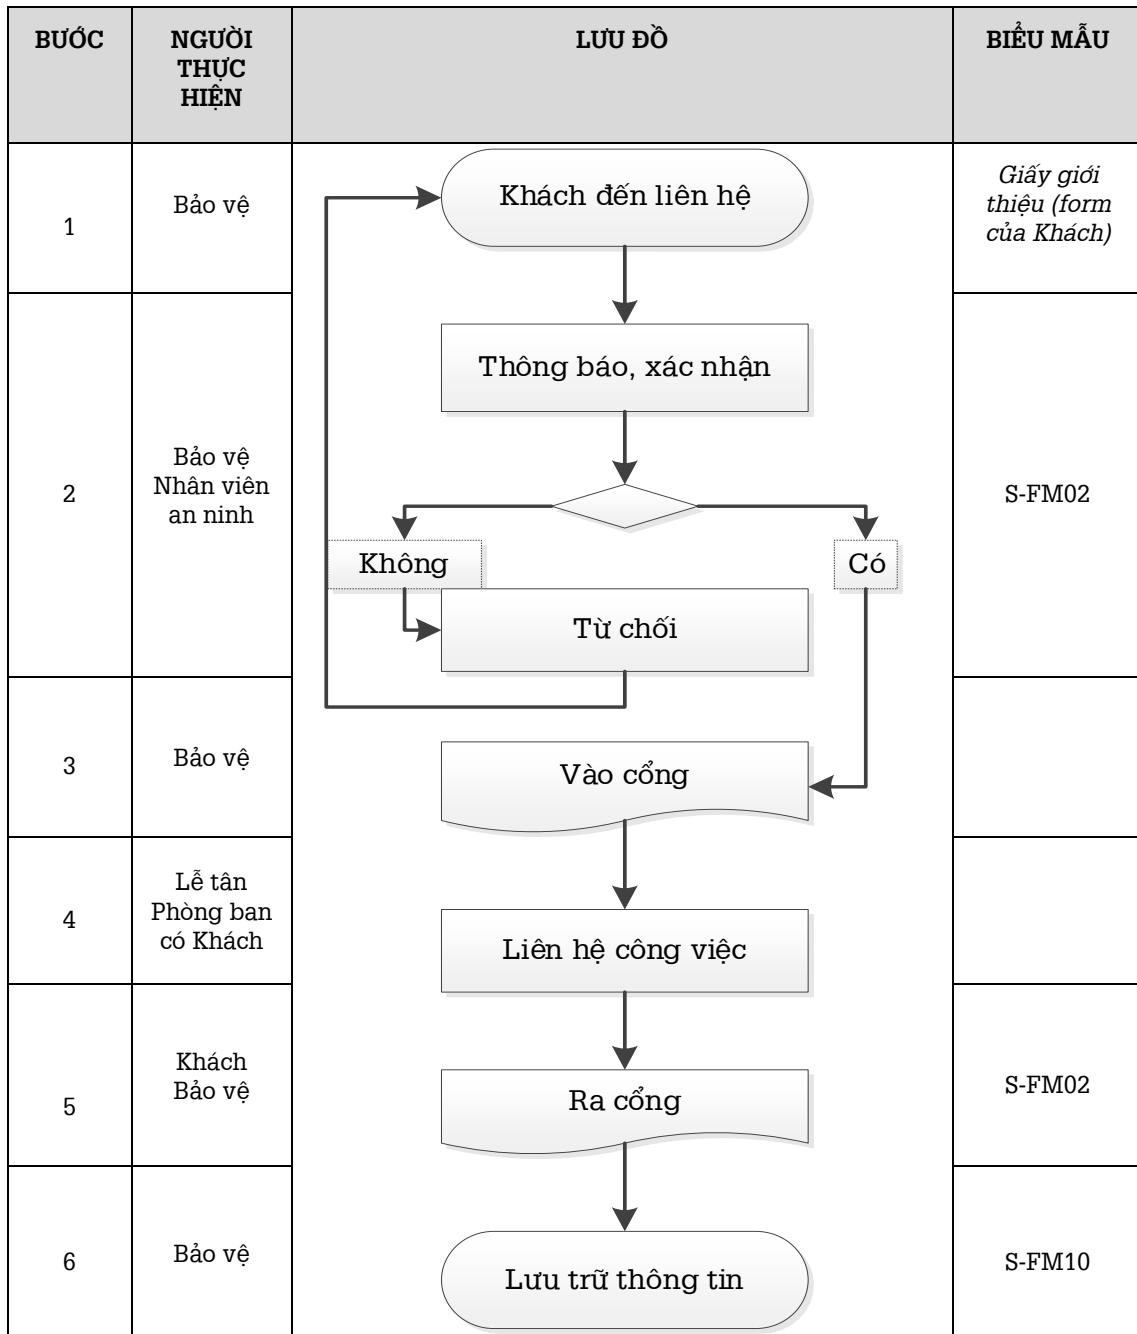 BƯỚC
NGƯỜI
THỰC
HIỆN
LƯU ĐỒ
BIỂU MẪU
1
Bảo vệ
Khách đến liên hệ
Giấy giới
thiệu (form
của Khách)
2
Bảo vệ
Nhân viên
an ninh
Thông báo, xác nhận
Không
Có
Từ chối
S-FM02
3
Bảo vệ
Vào cổng
4
Lễ tân
Phòng ban
có Khách
Liên hệ công việc
5
Khách
Bảo vệ
Ra cổng
S-FM02
6
Bảo vệ
Lưu trữ thông tin
S-FM10